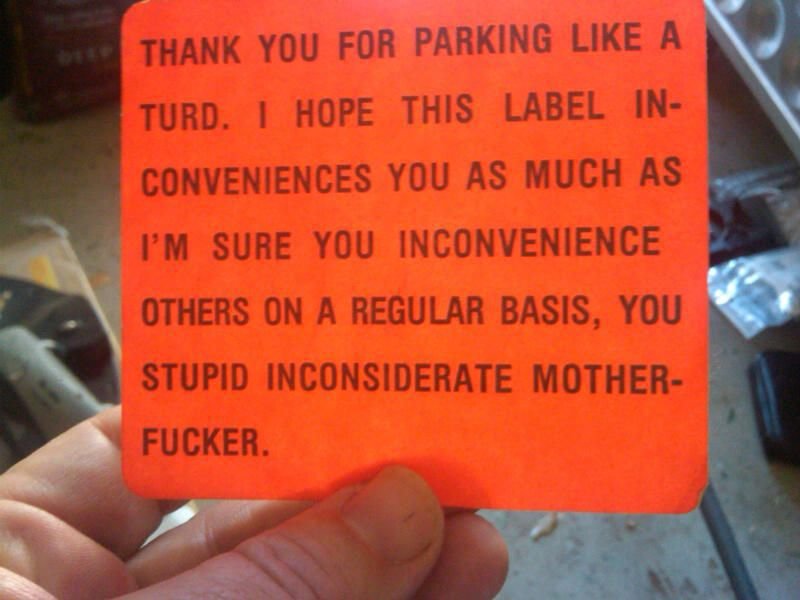 THANK YOU FOR PARKING LIKE A
TURD. I HOPE THIS LABEL IN-
CONVENIENCES YOU AS MUCH AS
I'M SURE YOU INCONVENIENCE
OTHERS ON A REGULAR BASIS, YOU
STUPID INCONSIDERATE MOTHER-
FUCKER.